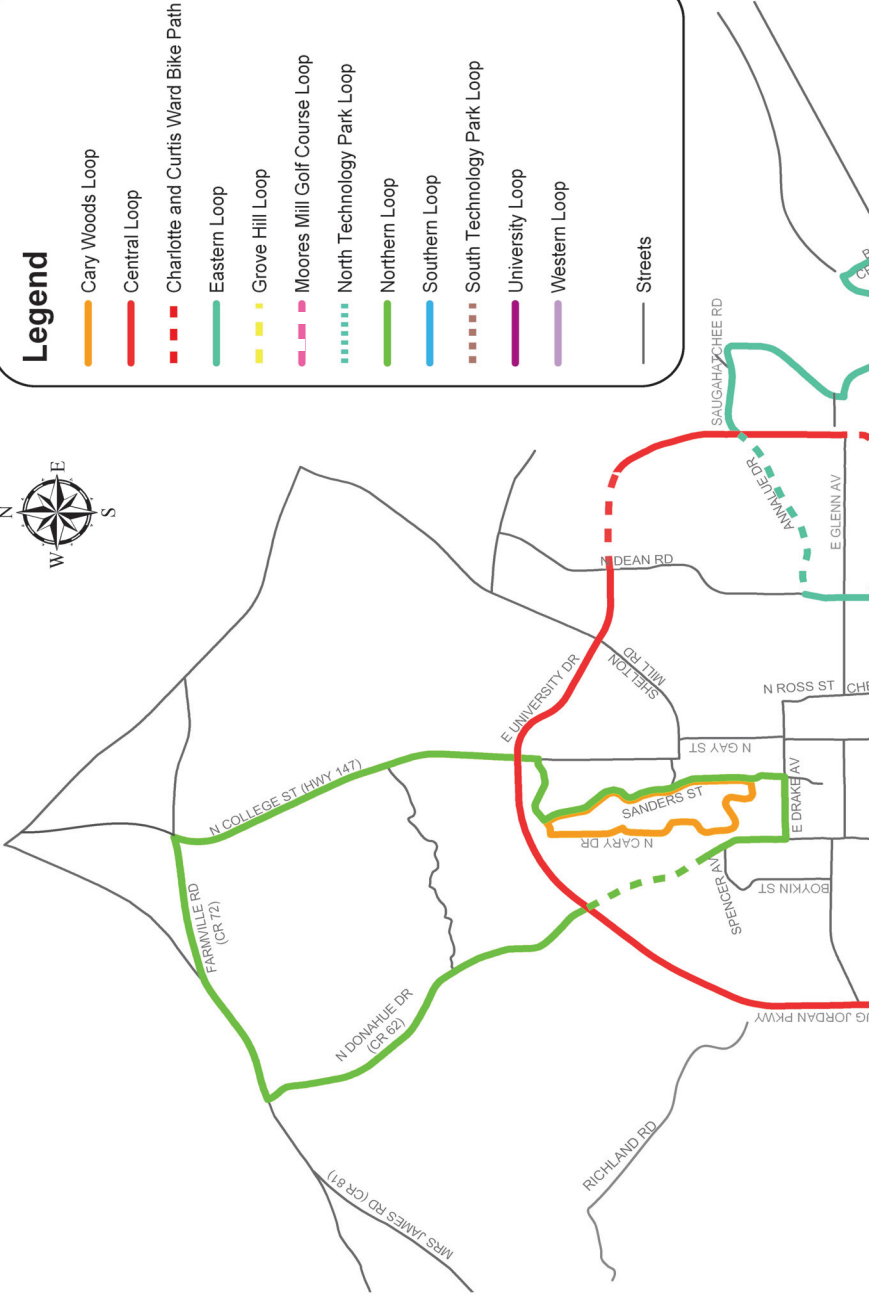 Legend
Cary Woods Loop
Central Loop
Charlotte and Curtis Ward Bike Path
Eastern Loop
Grove Hill Loop
Moores Mill Golf Course Loop
North Technology Park Loop
Northern Loop
Southern Loop
South Technology Park Loop
University Loop
Western Loop
Streets
N
E
S
W
SAUGAHATCHEE RD
ANNALUE DR
E GLENN AV
N DEAN RD
SHELTON
MILL RD
E UNIVERSITY DR
N ROSS ST
N GAY ST
N COLLEGE ST (HWY 147)
SANDERS ST
N CARY DR
E DRAKE AV
SPENCER AV
BOYKIN ST
FARMVILLE RD
(CR 72)
N DONAHUE DR
(CR 62)
UG JORDAN PKWY
RICHLAND RD
MRS JAMES RD (CR 81)